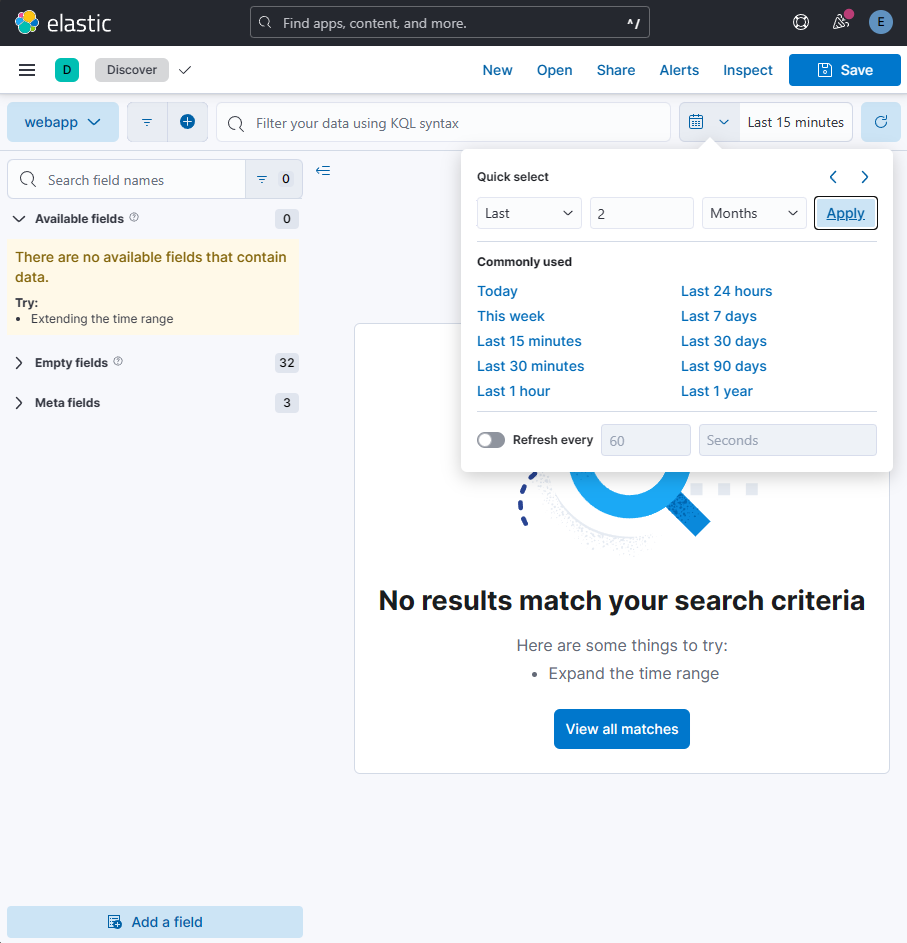 elastic
Find apps, content, and more.
^/
E
D
Discover
New
Open
Share
Alerts
Inspect
Save
webapp
Filter your data using KQL syntax
Last 15 minutes
Search field names
0
Available fields
0
There are no available fields that contain
data.
Try:
• Extending the time range
Empty fields
32
Meta fields
3
Quick select
Last
2
Months
Apply
Commonly used
Today
Last 24 hours
This week
Last 7 days
Last 15 minutes
Last 30 days
Last 30 minutes
Last 90 days
Last 1 hour
Last 1 year
Refresh every
60
Seconds
No results match your search criteria
Here are some things to try:
• Expand the time range
View all matches
Add a field